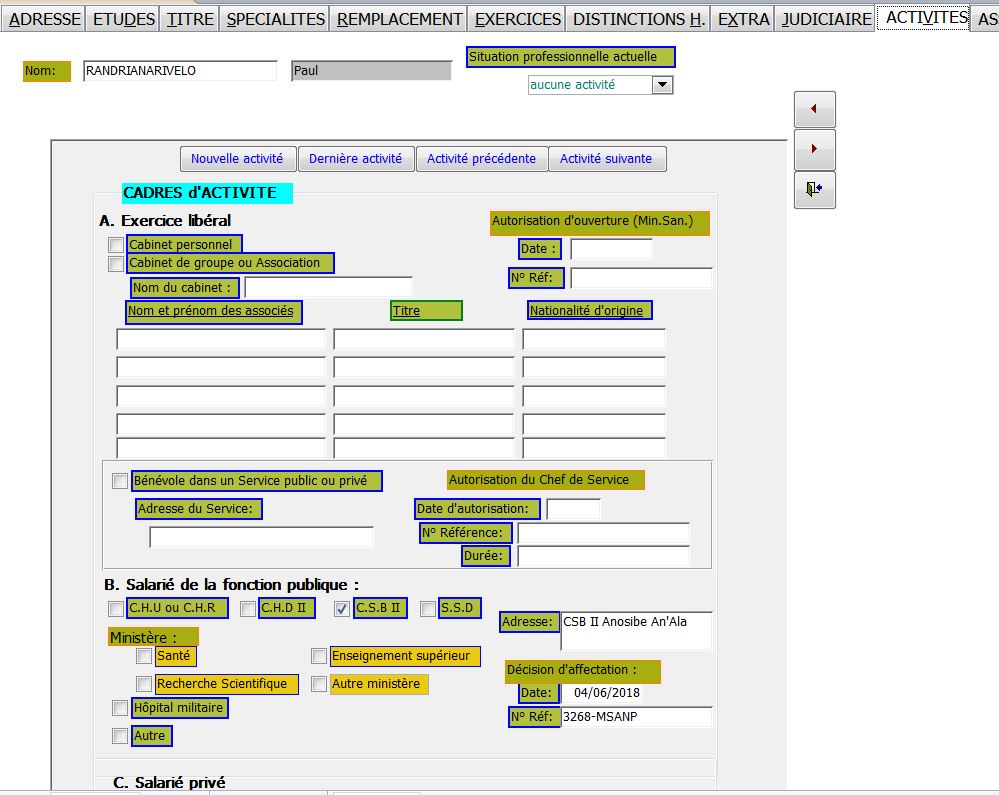 ADRESSE ETUDES TITRE SPECIALITES REMPLACEMENT EXERCICES DISTINCTIONS H. EXTRA JUDICIAIRE ACTIVITES AS
Situation professionnelle actuelle
Nom: RANDRIANARIVELO Paul
aucune activité
Nouvelle activité Dernière activité Activité précédente Activité suivante
CADRES d'ACTIVITE
A. Exercice libéral
Autorisation d'ouverture (Min.San.)
Cabinet personnel
Date :
Cabinet de groupe ou Association
N° Réf:
Nom du cabinet :
Nom et prénom des associés Titre Nationalité d'origine
Bénévole dans un Service public ou privé
Autorisation du Chef de Service
Adresse du Service:
Date d'autorisation:
N° Référence:
Durée:
B. Salarié de la fonction publique :
C.H.U ou C.H.R C.H.D II C.S.B II S.S.D
Adresse: CSB II Anosibe An'Ala
Ministère :
Santé Enseignement supérieur
Décision d'affectation :
Recherche Scientifique Autre ministère
Date: 04/06/2018
Hôpital militaire
N° Réf: 3268-MSANP
Autre
C. Salarié privé